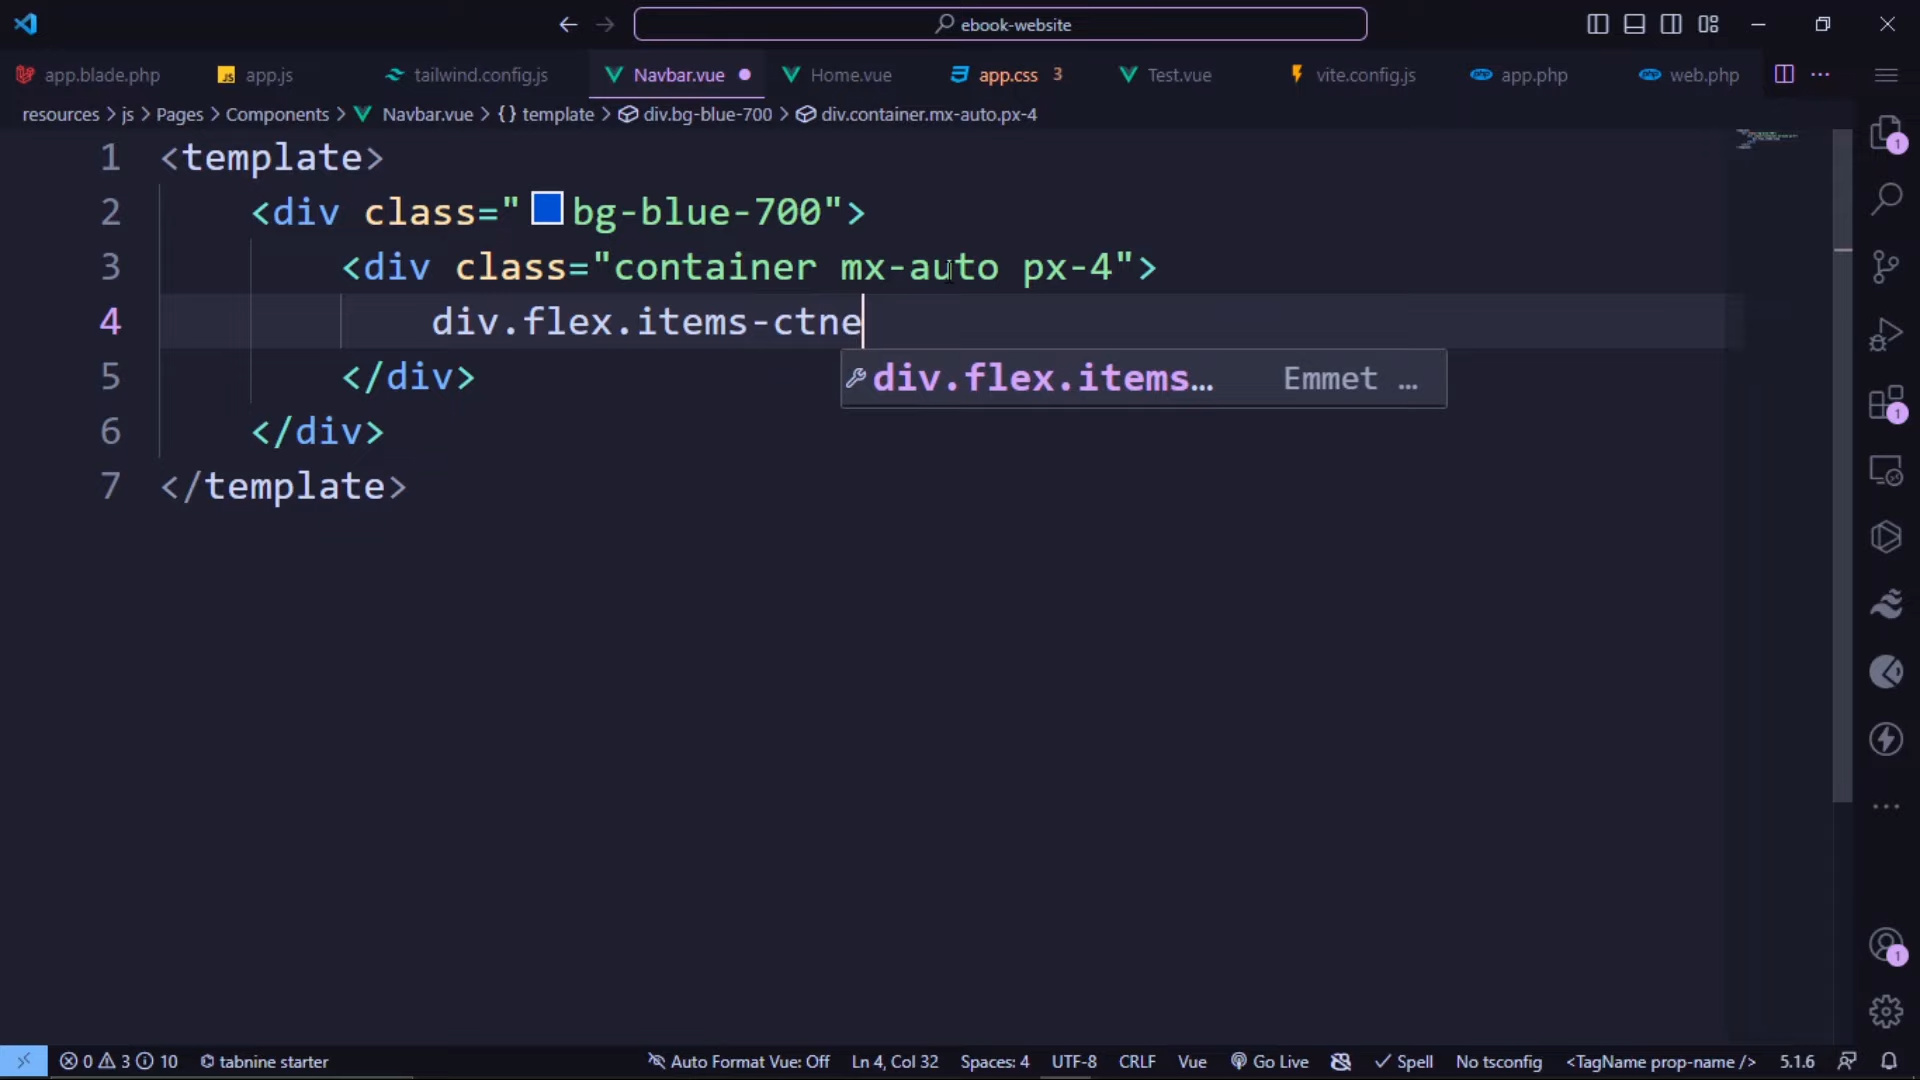 ebook-website
app.blade.php
JS app.js
tailwind.config.js
Navbar.vue
Home.vue
app.css 3
Test.vue
vite.config.js
app.php
web.php
resources > js > Pages > Components > Navbar.vue > {} template > div.bg-blue-700 > div.container.mx-auto.px-4
1 <template>
2 <div class="bg-blue-700">
3 <div class="container mx-auto px-4">
4 div.flex.items-ctne
div.flex.items… Emmet …
5 </div>
6 </div>
7 </template>
1
1
1
0 3 10 tabnine starter Auto Format Vue: Off Ln 4, Col 32 Spaces: 4 UTF-8 CRLF Vue Go Live Spell No tsconfig <TagName prop-name /> 5.1.6